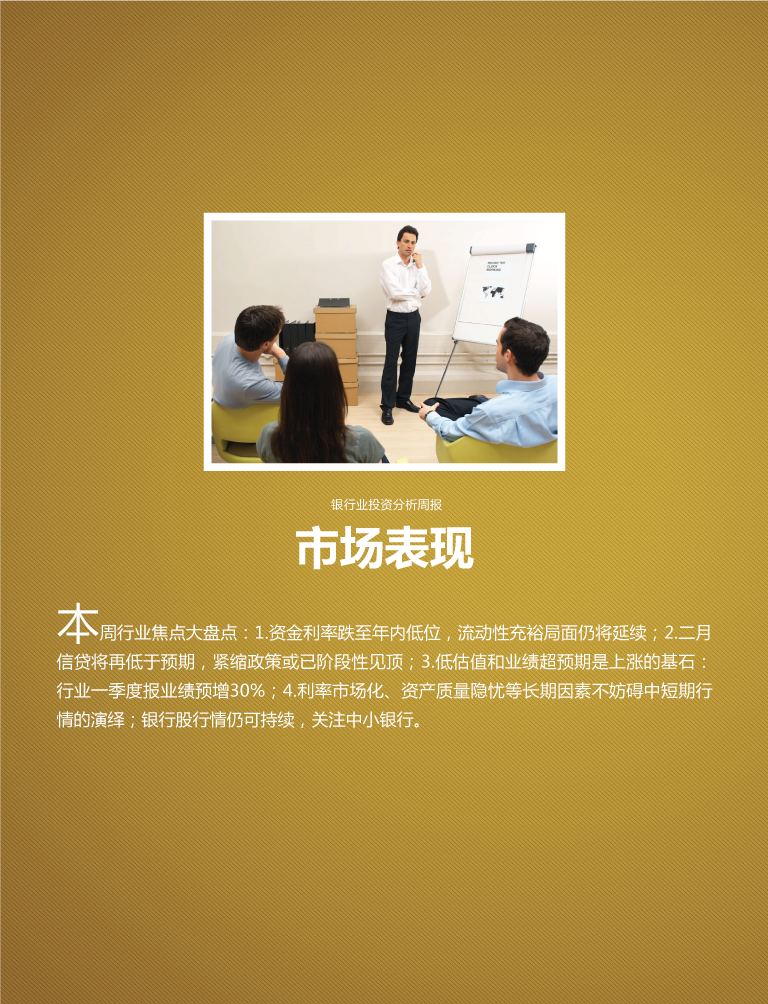 银行业投资分析周报
市场表现
本周行业焦点大盘点：1.资金利率跌至年内低位，流动性充裕局面仍将延续；2.二月
信贷将再低于预期，紧缩政策或已阶段性见顶；3.低估值和业绩超预期是上涨的基石：
行业一季度报业绩预增30%；4.利率市场化、资产质量隐忧等长期因素不妨碍中短期行
情的演绎；银行股行情仍可持续，关注中小银行。